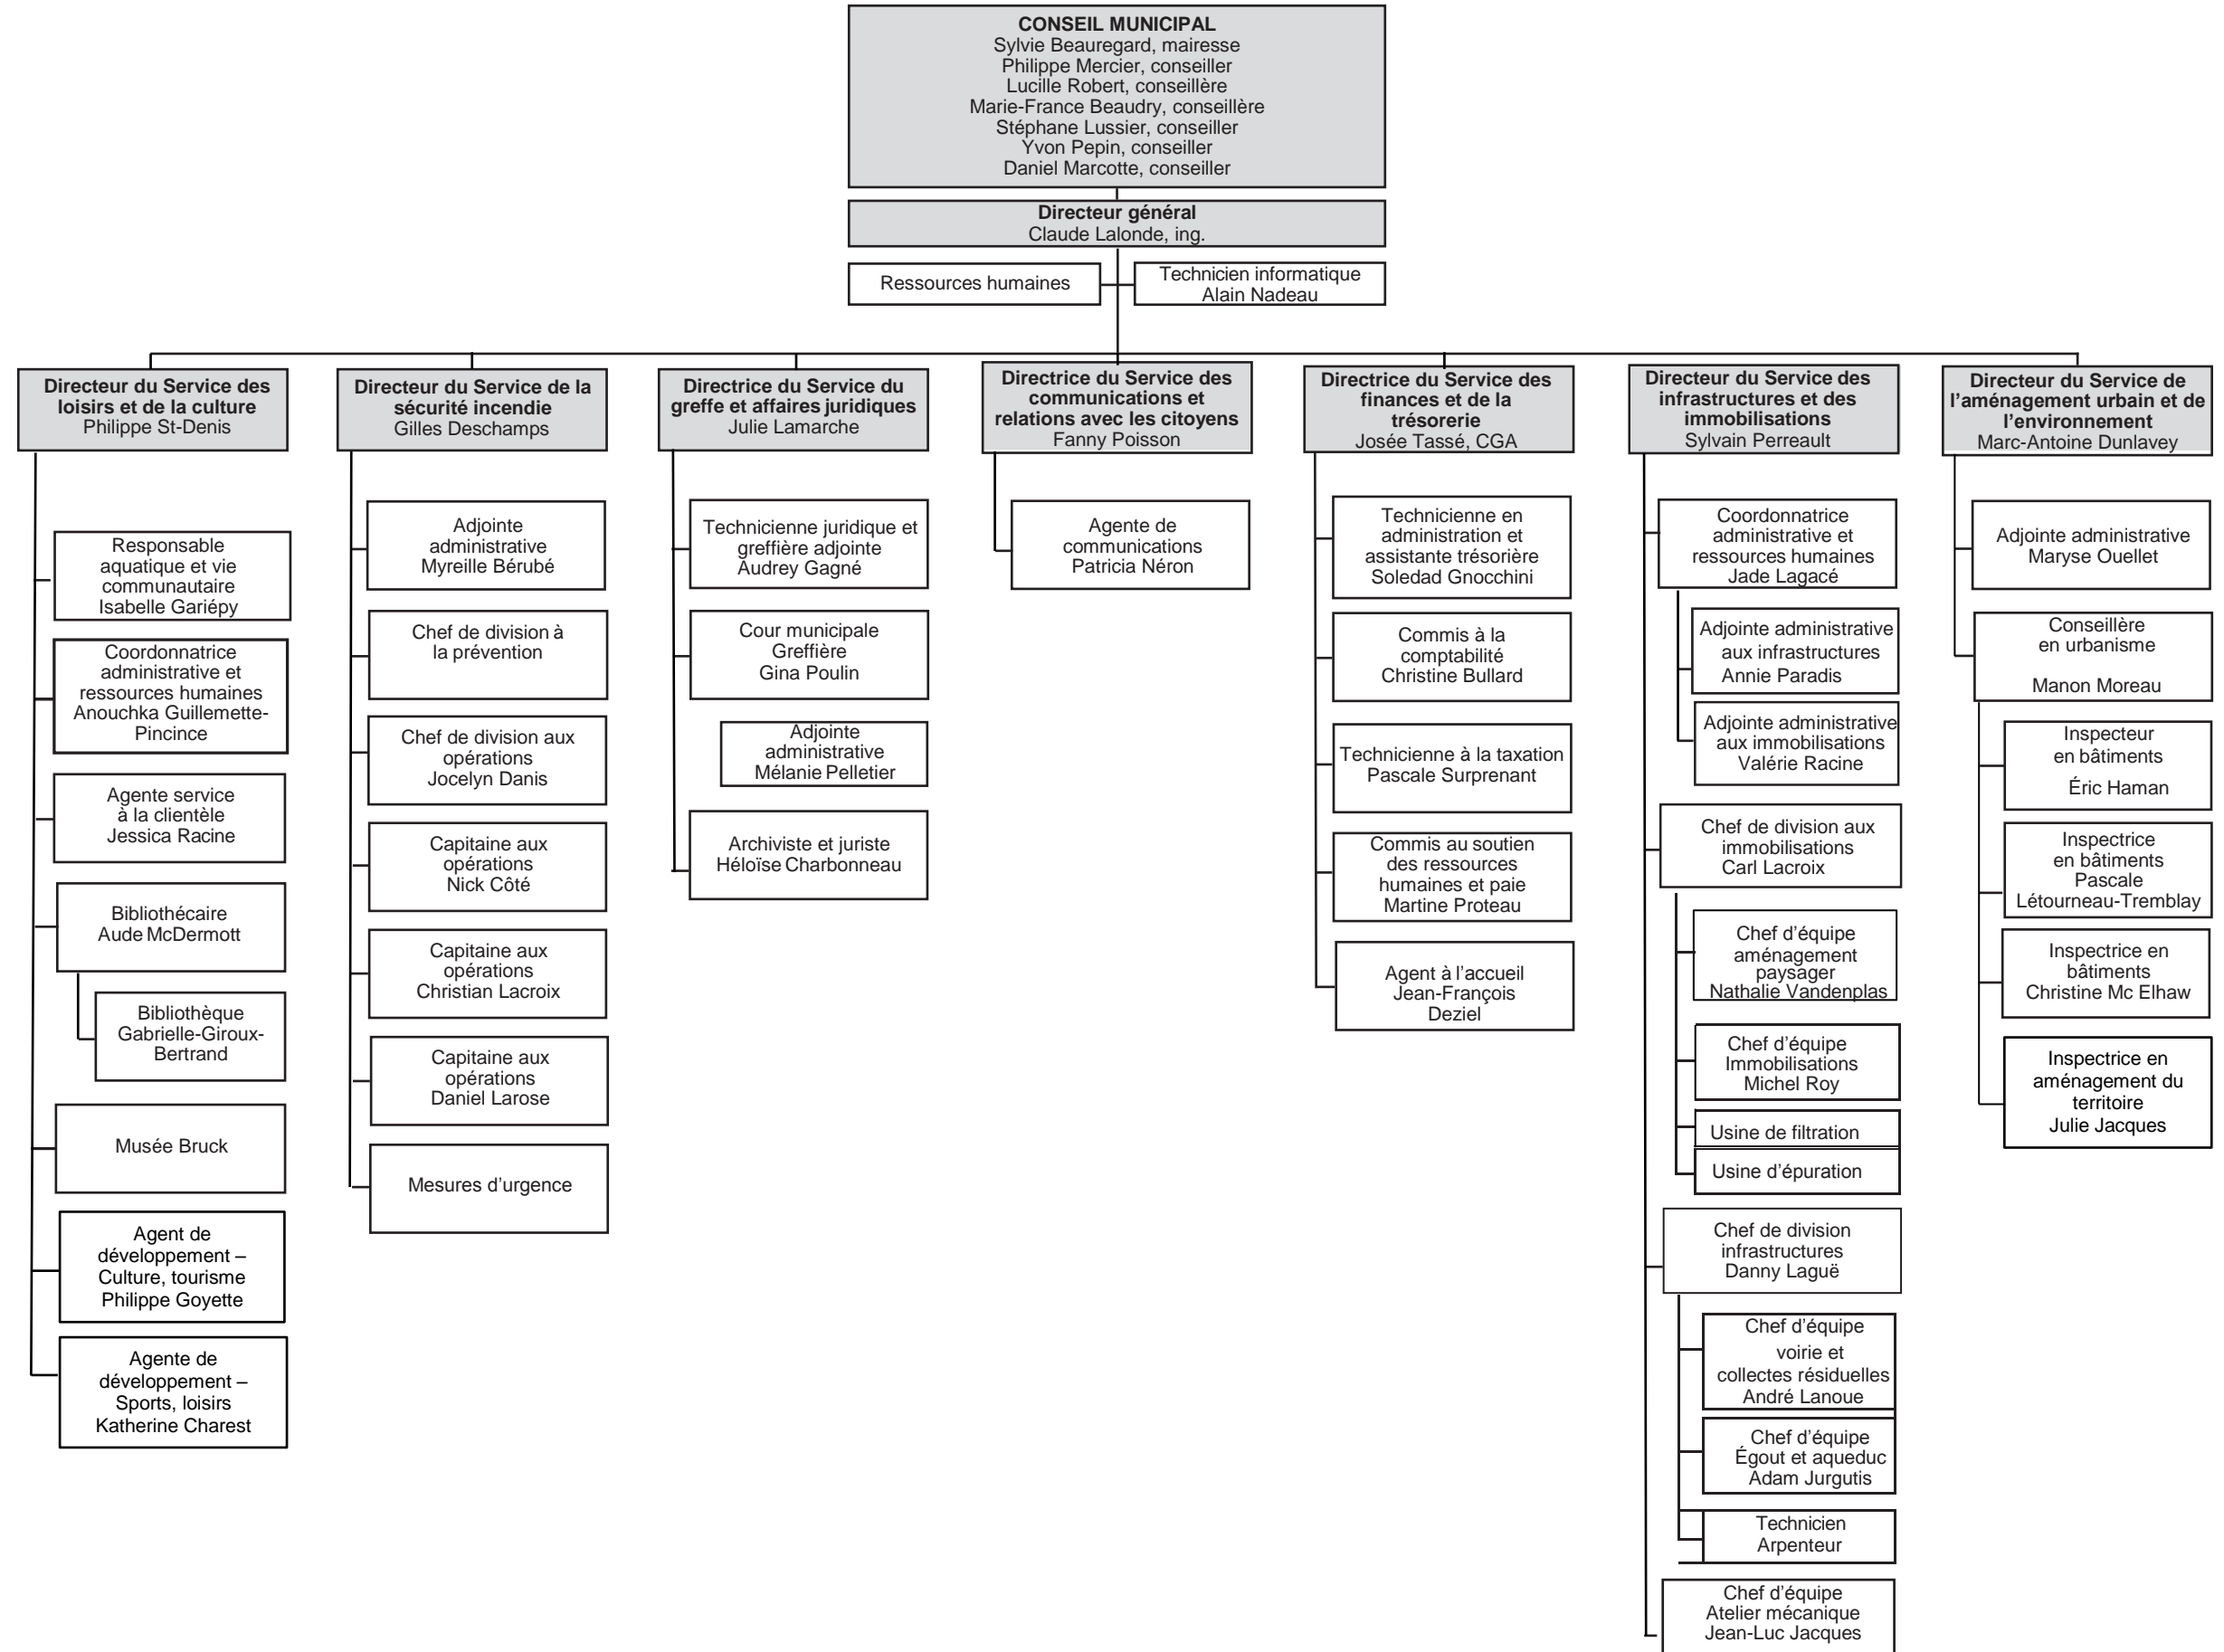 CONSEIL MUNICIPAL
Sylvie Beauregard, mairesse
Philippe Mercier, conseiller
Lucille Robert, conseillère
Marie-France Beaudry, conseillère
Stéphane Lussier, conseiller
Yvon Pepin, conseiller
Daniel Marcotte, conseiller
Directeur général
Claude Lalonde, ing.
Ressources humaines
Technicien informatique
Alain Nadeau
Directeur du Service des
loisirs et de la culture
Philippe St-Denis
Responsable
aquatique et vie
communautaire
Isabelle Gariépy
Coordonnatrice
administrative et
ressources humaines
Anouchka Guillemette-
Pincince
Agente service
à la clientèle
Jessica Racine
Bibliothécaire
Aude McDermott
Bibliothèque
Gabrielle-Giroux-
Bertrand
Musée Bruck
Agent de
développement –
Culture, tourisme
Philippe Goyette
Agente de
développement –
Sports, loisirs
Katherine Charest
Directeur du Service de la
sécurité incendie
Gilles Deschamps
Adjointe
administrative
Myreille Bérubé
Chef de division à
la prévention
Chef de division aux
opérations
Jocelyn Danis
Capitaine aux
opérations
Nick Côté
Capitaine aux
opérations
Christian Lacroix
Capitaine aux
opérations
Daniel Larose
Mesures d’urgence
Directrice du Service du
greffe et affaires juridiques
Julie Lamarche
Technicienne juridique et
greffière adjointe
Audrey Gagné
Cour municipale
Greffière
Gina Poulin
Adjointe
administrative
Mélanie Pelletier
Archiviste et juriste
Héloïse Charbonneau
Directrice du Service des
communications et
relations avec les citoyens
Fanny Poisson
Agente de
communications
Patricia Néron
Directrice du Service des
finances et de la
trésorerie
Josée Tassé, CGA
Technicienne en
administration et
assistante trésorière
Soledad Gnocchini
Commis à la
comptabilité
Christine Bullard
Technicienne à la taxation
Pascale Surprenant
Commis au soutien
des ressources
humaines et paie
Martine Proteau
Agent à l’accueil
Jean-François
Deziel
Directeur du Service des
infrastructures et des
immobilisations
Sylvain Perreault
Coordonnatrice
administrative et
ressources humaines
Jade Lagacé
Adjointe administrative
aux infrastructures
Annie Paradis
Adjointe administrative
aux immobilisations
Valérie Racine
Chef de division aux
immobilisations
Carl Lacroix
Chef d’équipe
aménagement
paysager
Nathalie Vandenplas
Chef d’équipe
Immobilisations
Michel Roy
Usine de filtration
Usine d’épuration
Chef de division
infrastructures
Danny Laguë
Chef d’équipe
voirie et
collectes résiduelles
André Lanoue
Chef d’équipe
Égout et aqueduc
Adam Jurgutis
Technicien
Arpenteur
Chef d’équipe
Atelier mécanique
Jean-Luc Jacques
Directeur du Service de
l’aménagement urbain et de
l’environnement
Marc-Antoine Dunlavey
Adjointe administrative
Maryse Ouellet
Conseillère
en urbanisme
Manon Moreau
Inspecteur
en bâtiments
Éric Haman
Inspectrice
en bâtiments
Pascale
Létourneau-Tremblay
Inspectrice en
bâtiments
Christine Mc Elhaw
Inspectrice en
aménagement du
territoire
Julie Jacques